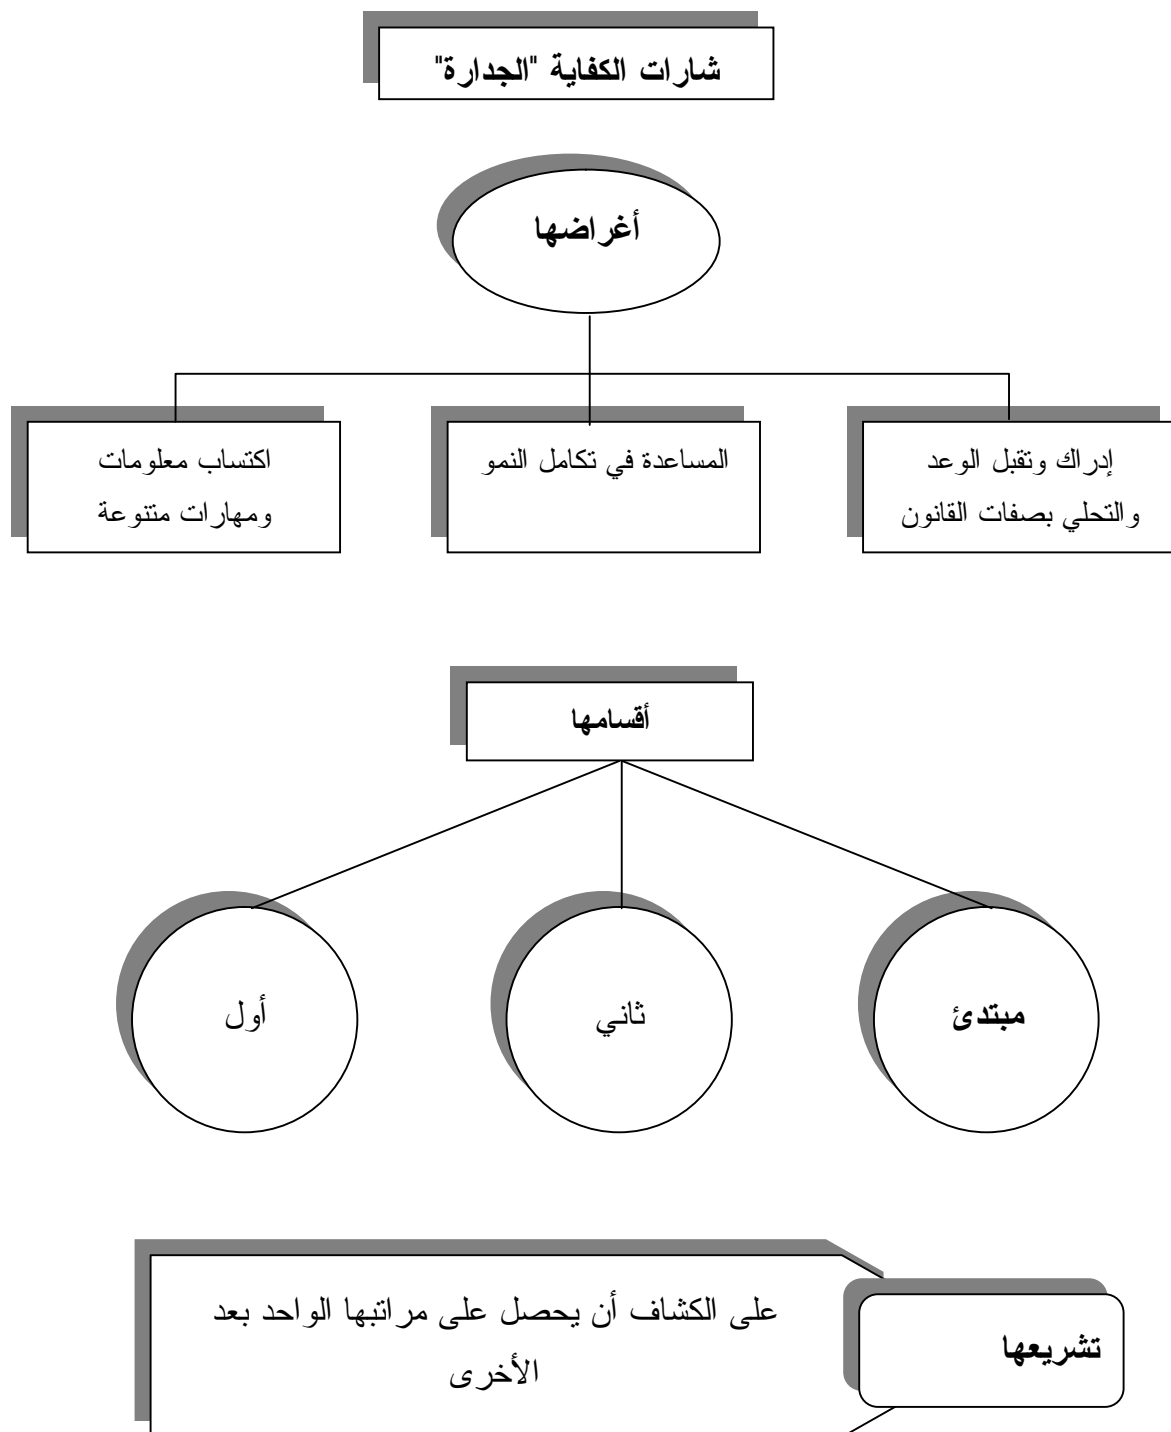 شارات الكفاية "الجدارة"
أغراضها
إدراك وتقبل الوعد
والتحلي بصفات القانون
المساعدة في تكامل النمو
اكتساب معلومات
ومهارات متنوعة
أقسامها
مبتدئ
ثاني
أول
تشريعها
على الكشاف أن يحصل على مراتبها الواحد بعد
الأخرى